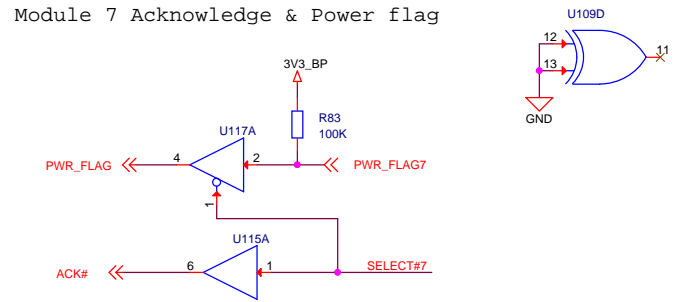 Module 7 Acknowledge & Power flag
U109D
12
13
11
GND
3V3_BP
R83
100K
U117A
PWR_FLAG
4
2
PWR_FLAG7
1
U115A
ACK#
6
1
SELECT#7